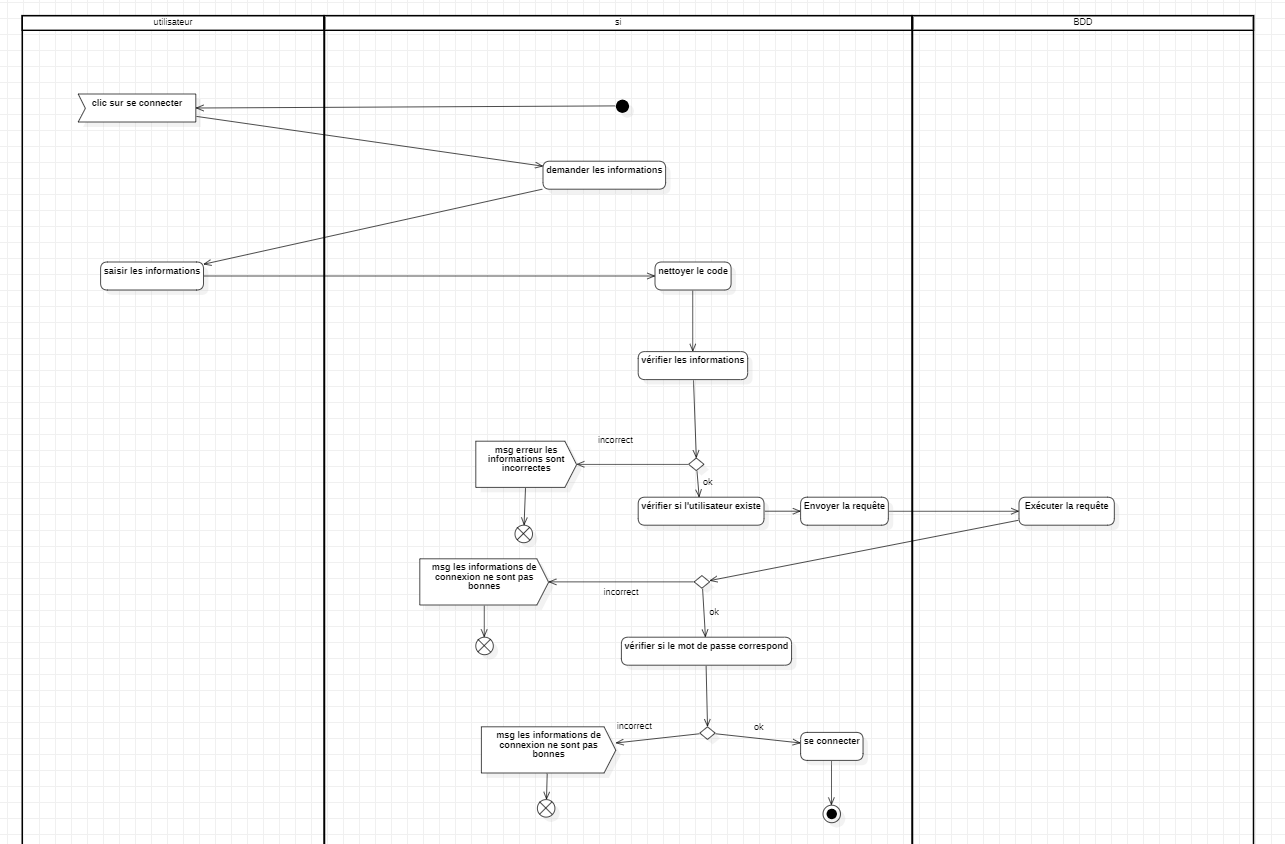 utilisateur
si
BDD
clic sur se connecter
demander les informations
saisir les informations
nettoyer le code
vérifier les informations
incorrect
msg erreur les
informations sont
incorrectes
ok
vérifier si l'utilisateur existe
Envoyer la requête
Exécuter la requête
msg les informations de
connexion ne sont pas
bonnes
incorrect
ok
vérifier si le mot de passe correspond
incorrect
ok
msg les informations de
connexion ne sont pas
bonnes
se connecter